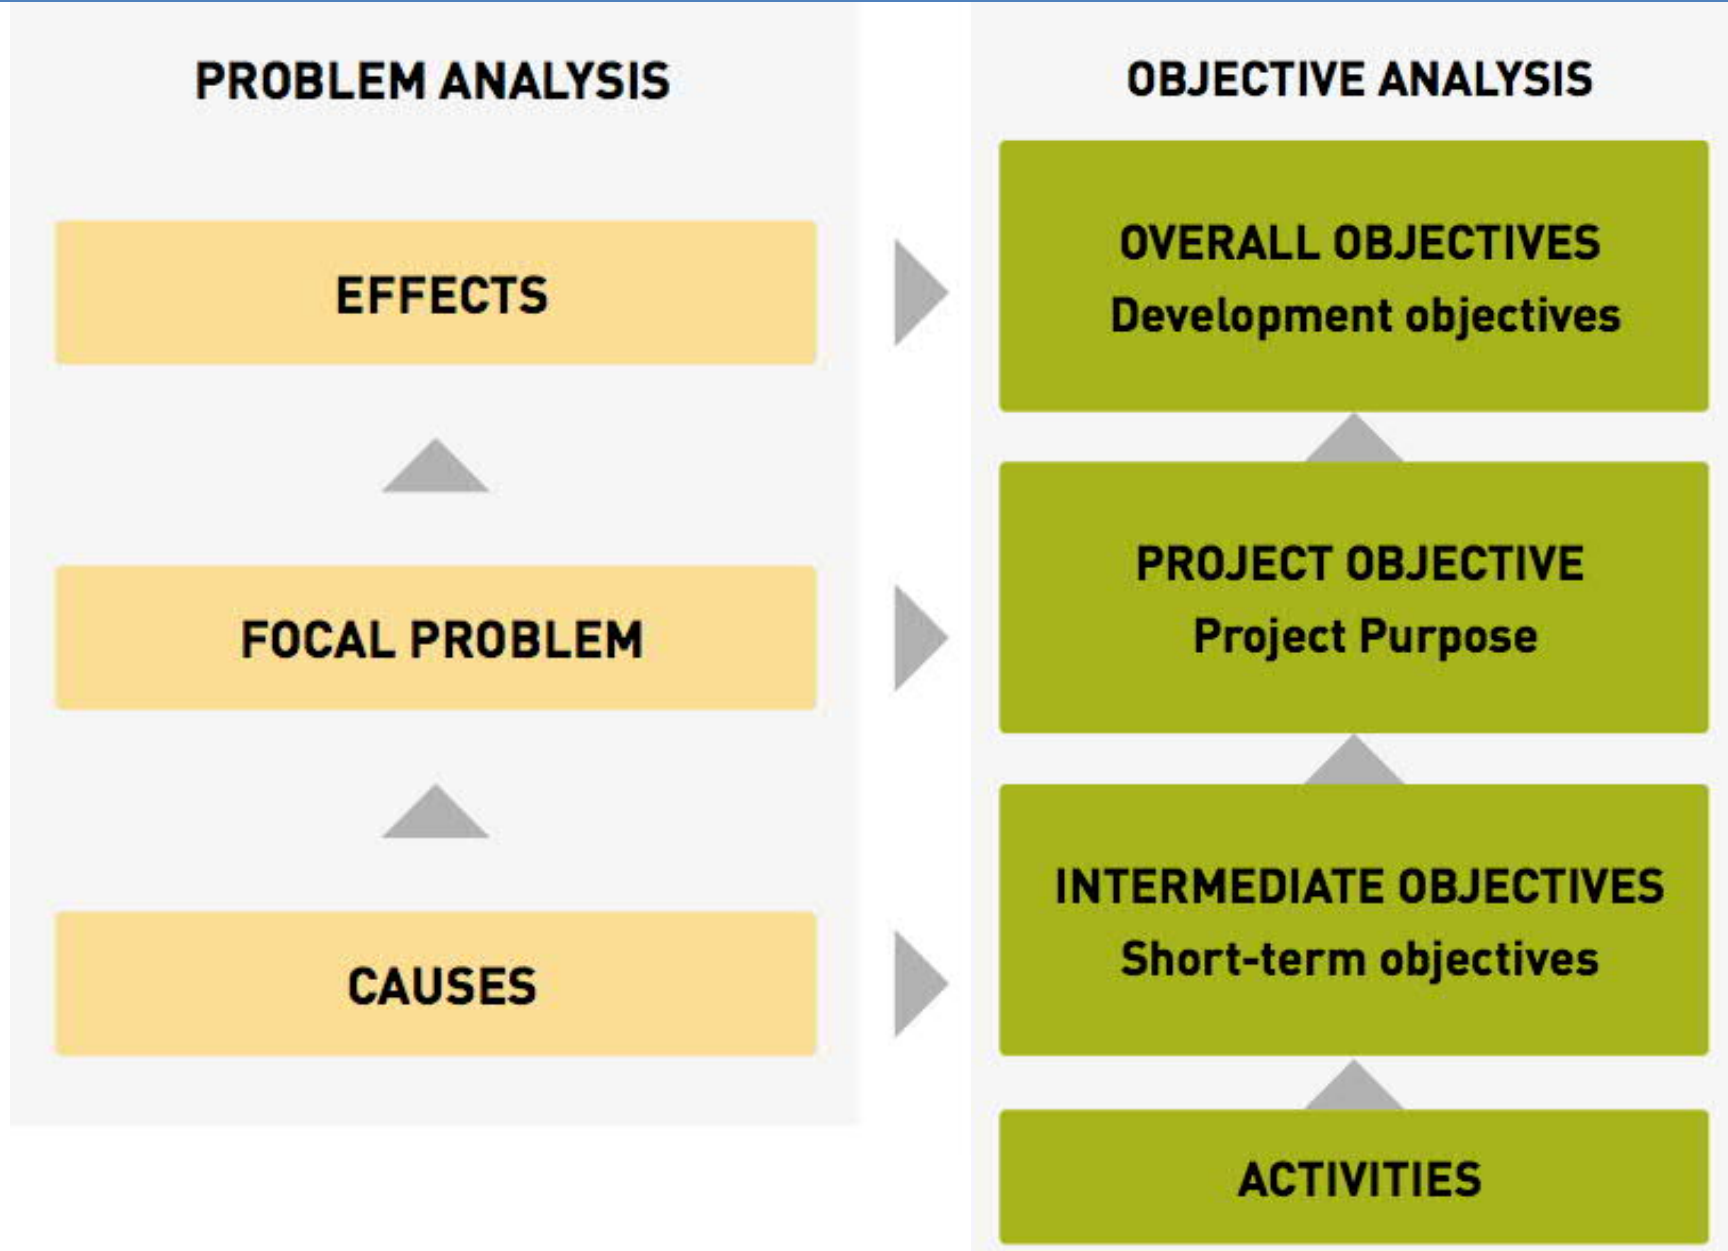 PROBLEM ANALYSIS
EFFECTS
FOCAL PROBLEM
CAUSES
OBJECTIVE ANALYSIS
OVERALL OBJECTIVES
Development objectives
PROJECT OBJECTIVE
Project Purpose
INTERMEDIATE OBJECTIVES
Short-term objectives
ACTIVITIES